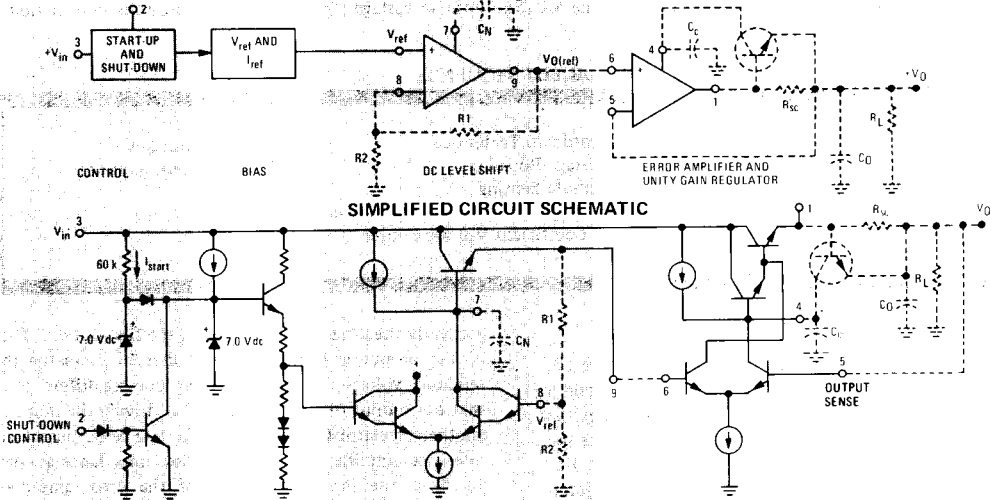 2
3
+Vin
START-UP
AND
SHUT-DOWN
Vref AND
Iref
Vref
7
CN
+
8
9
VO(ref)
R1
R2
6
+
5
4
CC
1
RSC
+VO
RL
CO
CONTROL
BIAS
DC LEVEL SHIFT
ERROR AMPLIFIER AND
UNITY GAIN REGULATOR
SIMPLIFIED CIRCUIT SCHEMATIC
Vin
3
60 k
Istart
+
7.0 Vdc
+
7.0 Vdc
7
CN
R1
+
8
Vref
R2
9
6
1
VO
RL
CO
4
5
OUTPUT
SENSE
SHUT-DOWN
CONTROL
2